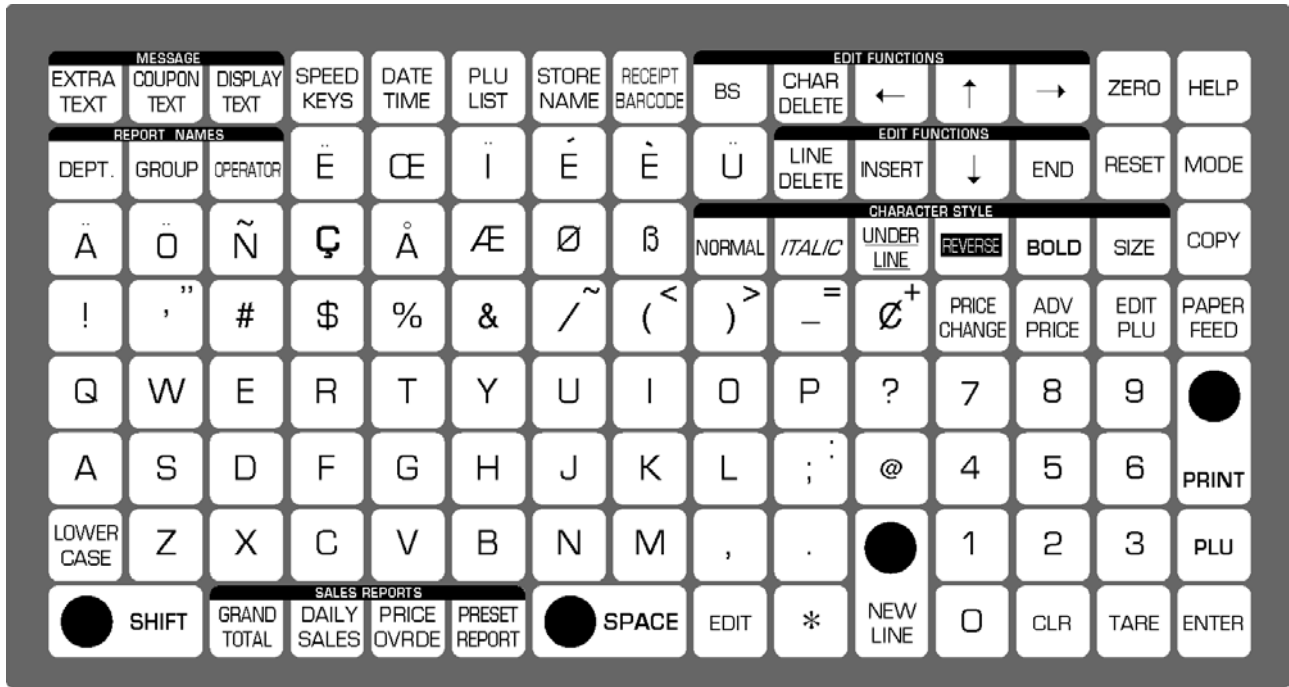 MESSAGE
EDIT FUNCTIONS
EXTRA TEXT
COUPON TEXT
DISPLAY TEXT
SPEED KEYS
DATE TIME
PLU LIST
STORE NAME
RECEIPT BARCODE
BS
CHAR DELETE
←
↑
→
ZERO
HELP
REPORT NAMES
EDIT FUNCTIONS
DEPT.
GROUP
OPERATOR
Ë
Œ
Ï
É
È
Ü
LINE DELETE
INSERT
↓
END
RESET
MODE
CHARACTER STYLE
Ä
Ö
Ñ
Ç
Å
Æ
Ø
ß
NORMAL
ITALIC
UNDER LINE
REVERSE
BOLD
SIZE
COPY
!
’ ”
#
$
%
&
/ ~
( <
) >
– =
₵ +
PRICE CHANGE
ADV PRICE
EDIT PLU
PAPER FEED
Q
W
E
R
T
Y
U
I
O
P
?
7
8
9
A
S
D
F
G
H
J
K
L
; :
@
4
5
6
PRINT
LOWER CASE
Z
X
C
V
B
N
M
,
.
1
2
3
PLU
SALES REPORTS
SHIFT
GRAND TOTAL
DAILY SALES
PRICE OVRDE
PRESET REPORT
SPACE
EDIT
*
NEW LINE
0
CLR
TARE
ENTER